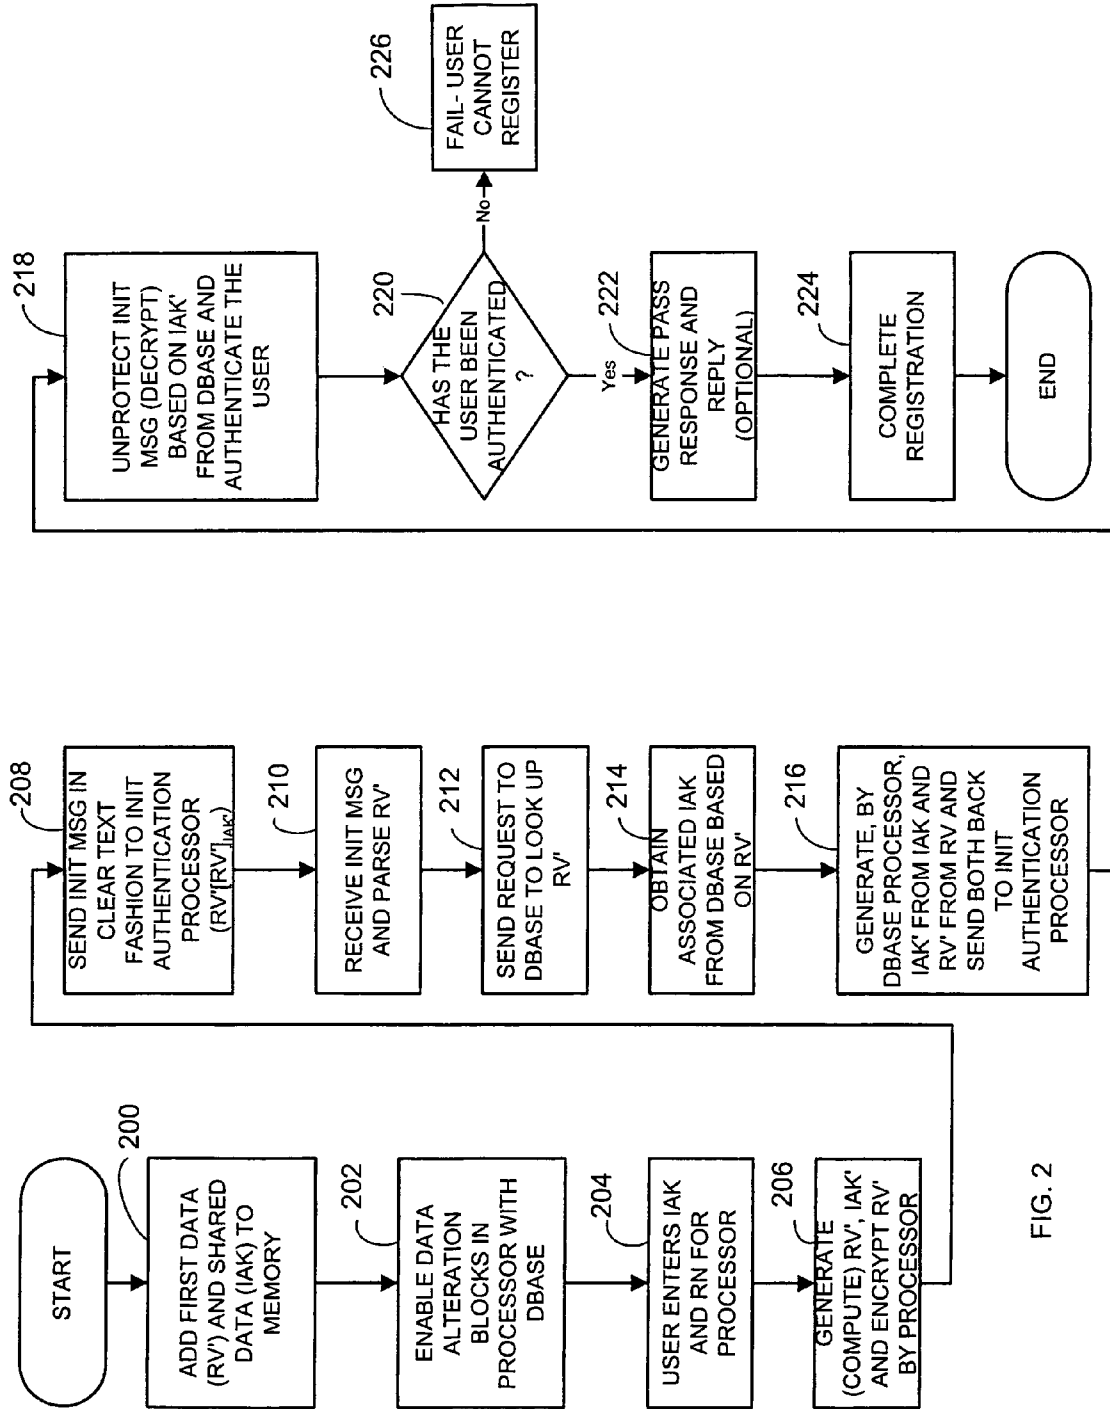 START
200
ADD FIRST DATA
(RV') AND SHARED
DATA (IAK) TO
MEMORY
202
ENABLE DATA
ALTERATION
BLOCKS IN
PROCESSOR WITH
DBASE
204
USER ENTERS IAK
AND RN FOR
PROCESSOR
206
GENERATE
(COMPUTE) RV', IAK'
AND ENCRYPT RV'
BY PROCESSOR
208
SEND INIT MSG IN
CLEAR TEXT
FASHION TO INIT
AUTHENTICATION
PROCESSOR
(RV'[RV']IAK')
210
RECEIVE INIT MSG
AND PARSE RV'
212
SEND REQUEST TO
DBASE TO LOOK UP
RV'
214
OBTAIN
ASSOCIATED IAK
FROM DBASE BASED
ON RV'
216
GENERATE, BY
DBASE PROCESSOR,
IAK' FROM IAK AND
RV' FROM RV AND
SEND BOTH BACK
TO INIT
AUTHENTICATION
PROCESSOR
218
UNPROTECT INIT
MSG (DECRYPT)
BASED ON IAK'
FROM DBASE AND
AUTHENTICATE THE
USER
220
HAS THE
USER BEEN
AUTHENTICATED
?
No
226
FAIL- USER
CANNOT
REGISTER
Yes
222
GENERATE PASS
RESPONSE AND
REPLY
(OPTIONAL)
224
COMPLETE
REGISTRATION
END
FIG. 2